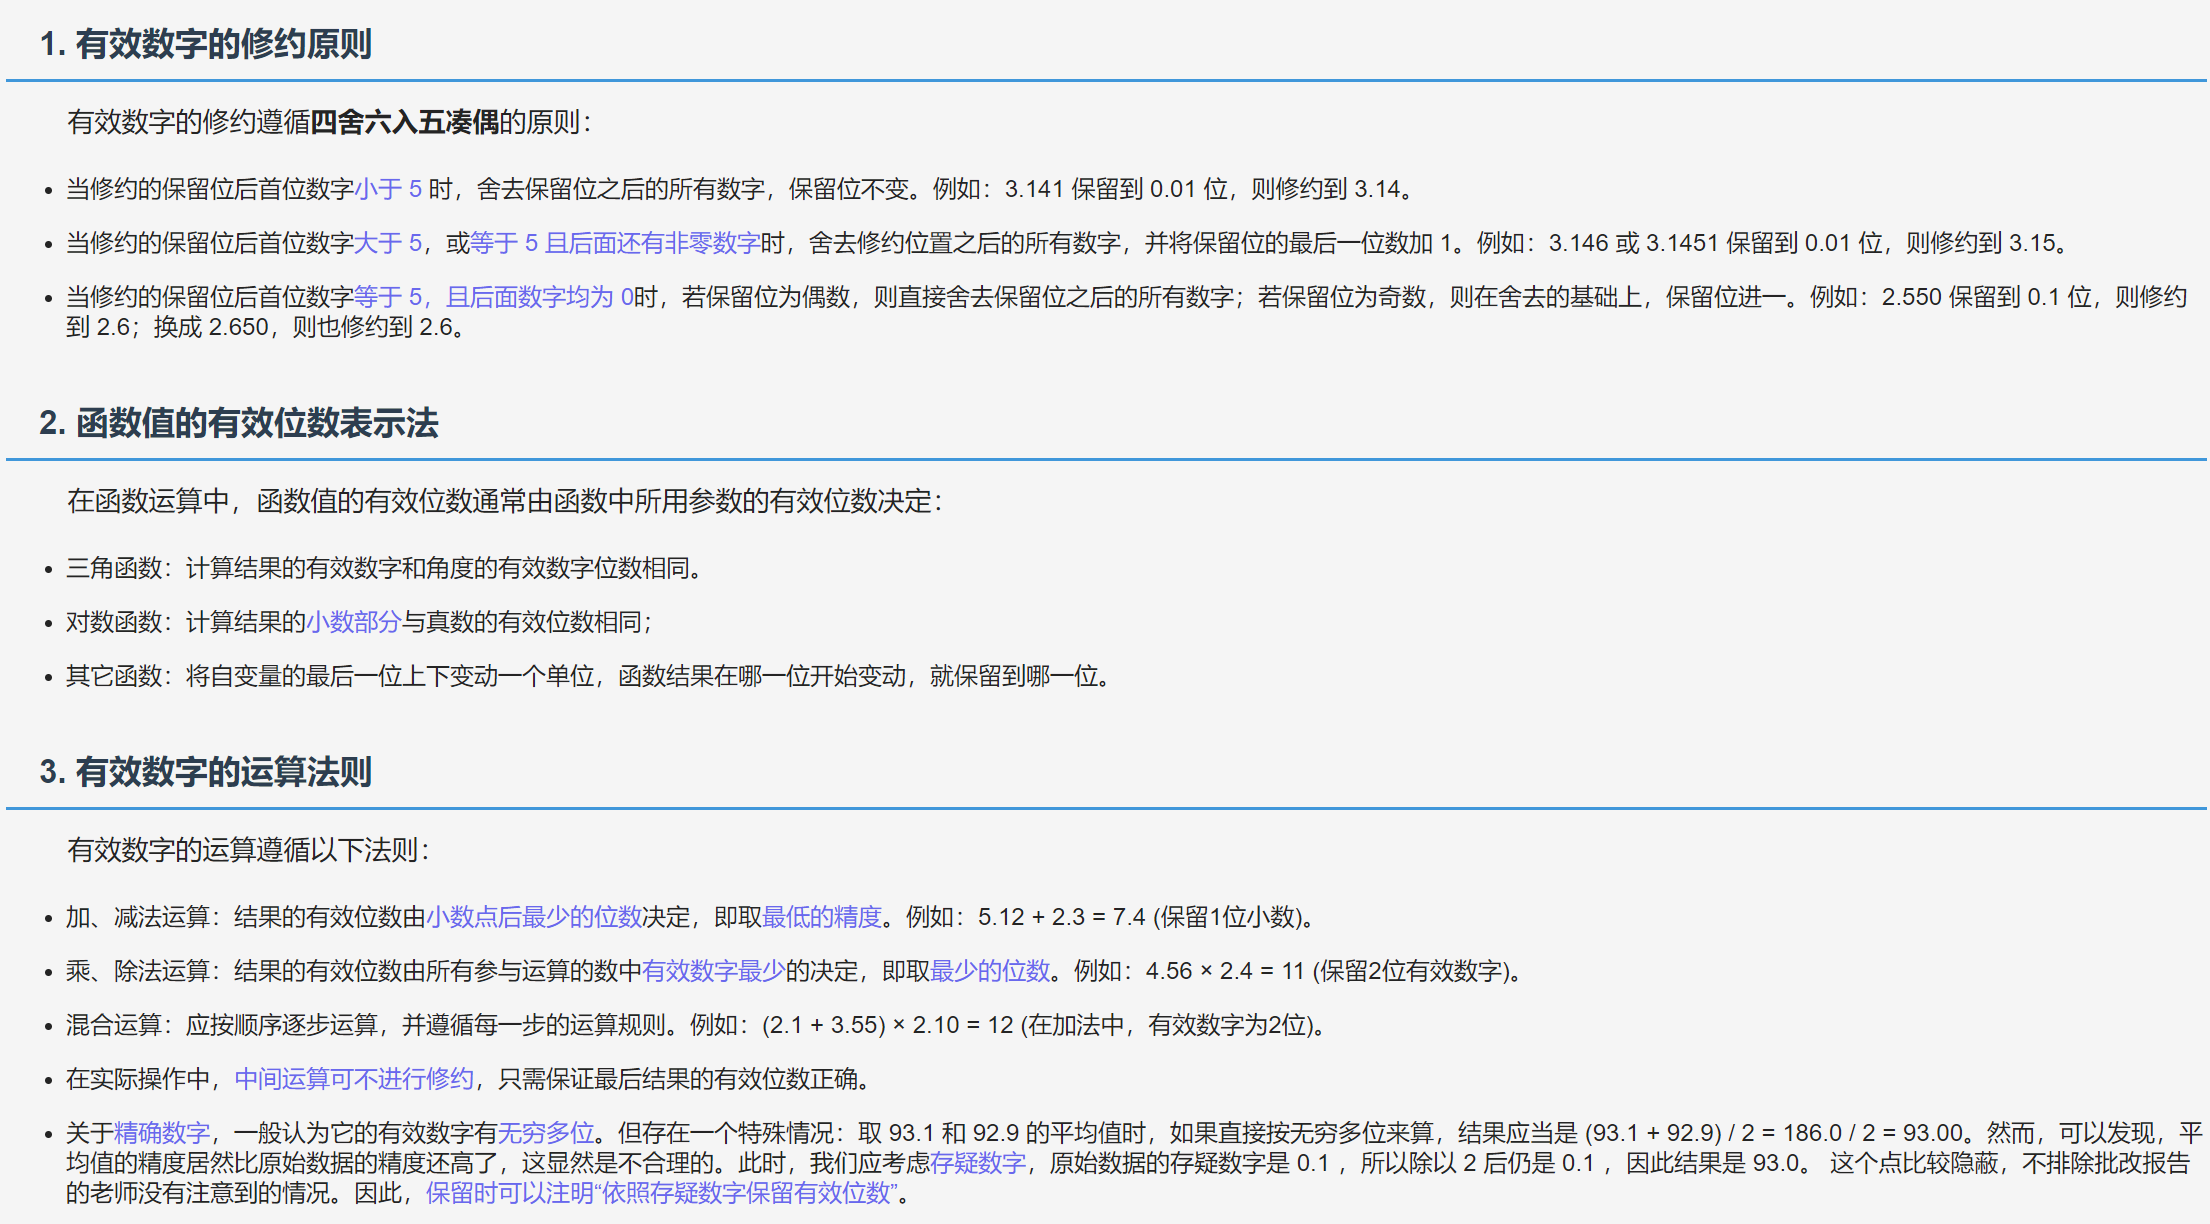 1. 有效数字的修约原则
有效数字的修约遵循四舍六入五凑偶的原则：
• 当修约的保留位后首位数字小于 5 时，舍去保留位之后的所有数字，保留位不变。例如：3.141 保留到 0.01 位，则修约到 3.14。
• 当修约的保留位后首位数字大于 5，或等于 5 且后面还有非零数字时，舍去修约位置之后的所有数字，并将保留位的最后一位数加 1。例如：3.146 或 3.1451 保留到 0.01 位，则修约到 3.15。
• 当修约的保留位后首位数字等于 5，且后面数字均为 0时，若保留位为偶数，则直接舍去保留位之后的所有数字；若保留位为奇数，则在舍去的基础上，保留位进一。例如：2.550 保留到 0.1 位，则修约
到 2.6；换成 2.650，则也修约到 2.6。
2. 函数值的有效位数表示法
在函数运算中，函数值的有效位数通常由函数中所用参数的有效位数决定：
• 三角函数：计算结果的有效数字和角度的有效数字位数相同。
• 对数函数：计算结果的小数部分与真数的有效位数相同；
• 其它函数：将自变量的最后一位上下变动一个单位，函数结果在哪一位开始变动，就保留到哪一位。
3. 有效数字的运算法则
有效数字的运算遵循以下法则：
• 加、减法运算：结果的有效位数由小数点后最少的位数决定，即取最低的精度。例如：5.12 + 2.3 = 7.4 (保留1位小数)。
• 乘、除法运算：结果的有效位数由所有参与运算的数中有效数字最少的决定，即取最少的位数。例如：4.56 × 2.4 = 11 (保留2位有效数字)。
• 混合运算：应按顺序逐步运算，并遵循每一步的运算规则。例如：(2.1 + 3.55) × 2.10 = 12 (在加法中，有效数字为2位)。
• 在实际操作中，中间运算可不进行修约，只需保证最后结果的有效位数正确。
• 关于精确数字，一般认为它的有效数字有无穷多位。但存在一个特殊情况：取 93.1 和 92.9 的平均值时，如果直接按无穷多位来算，结果应当是 (93.1 + 92.9) / 2 = 186.0 / 2 = 93.00。然而，可以发现，平
均值的精度居然比原始数据的精度还高了，这显然是不合理的。此时，我们应考虑存疑数字，原始数据的存疑数字是 0.1 ，所以除以 2 后仍是 0.1 ，因此结果是 93.0。 这个点比较隐蔽，不排除批改报告
的老师没有注意到的情况。因此，保留时可以注明“依照存疑数字保留有效位数”。